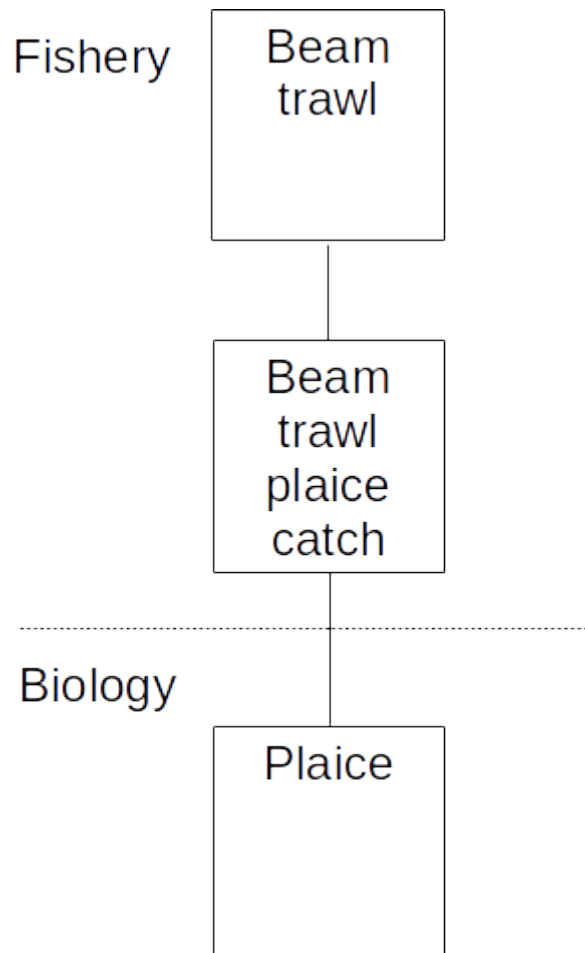 Fishery
Beam
trawl
Beam
trawl
plaice
catch
Biology
Plaice